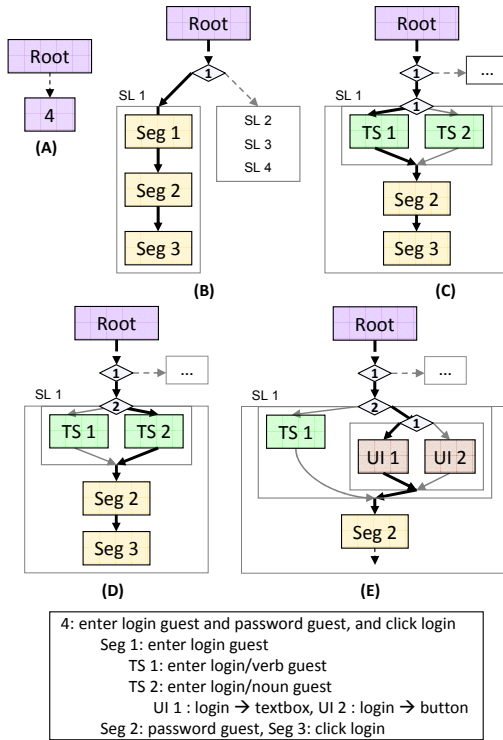 Root
4
(A)
Root
1
SL 1
Seg 1
Seg 2
Seg 3
SL 2
SL 3
SL 4
(B)
Root
1
...
SL 1
1
TS 1
TS 2
Seg 2
Seg 3
(C)
Root
1
...
SL 1
2
TS 1
TS 2
Seg 2
Seg 3
(D)
Root
1
...
SL 1
2
1
TS 1
UI 1
UI 2
Seg 2
(E)
4: enter login guest and password guest, and click login
Seg 1: enter login guest
TS 1: enter login/verb guest
TS 2: enter login/noun guest
UI 1 : login → textbox, UI 2 : login → button
Seg 2: password guest, Seg 3: click login